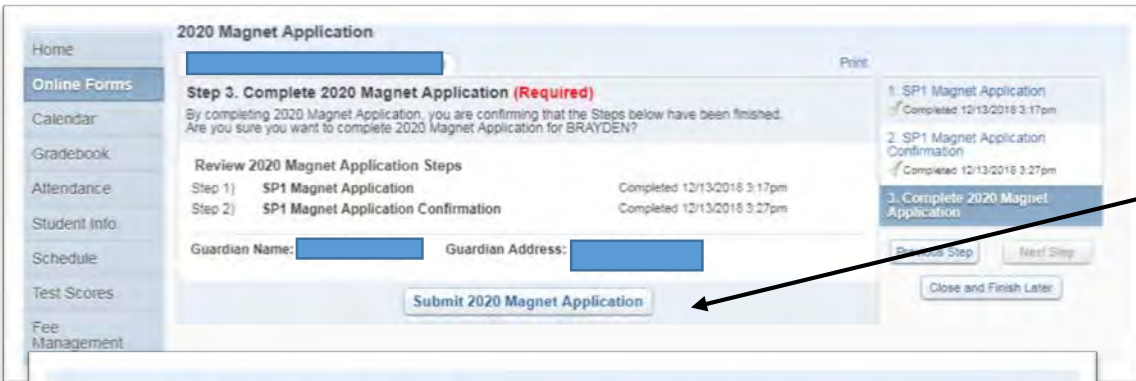 2020 Magnet Application
Home
Online Forms
Calendar
Gradebook
Attendance
Student Info
Schedule
Test Scores
Fee
Management
Print
Step 3. Complete 2020 Magnet Application (Required)
By completing 2020 Magnet Application, you are confirming that the Steps below have been finished.
Are you sure you want to complete 2020 Magnet Application for BRAYDEN?
Review 2020 Magnet Application Steps
Step 1) SP1 Magnet Application Completed 12/13/2018 3:17pm
Step 2) SP1 Magnet Application Confirmation Completed 12/13/2018 3:27pm
Guardian Name: Guardian Address:
Submit 2020 Magnet Application
1. SP1 Magnet Application
Completed 12/13/2018 3:17pm
2. SP1 Magnet Application
Confirmation
Completed 12/13/2018 3:27pm
3. Complete 2020 Magnet
Application
Previous Step Next Step
Close and Finish Later